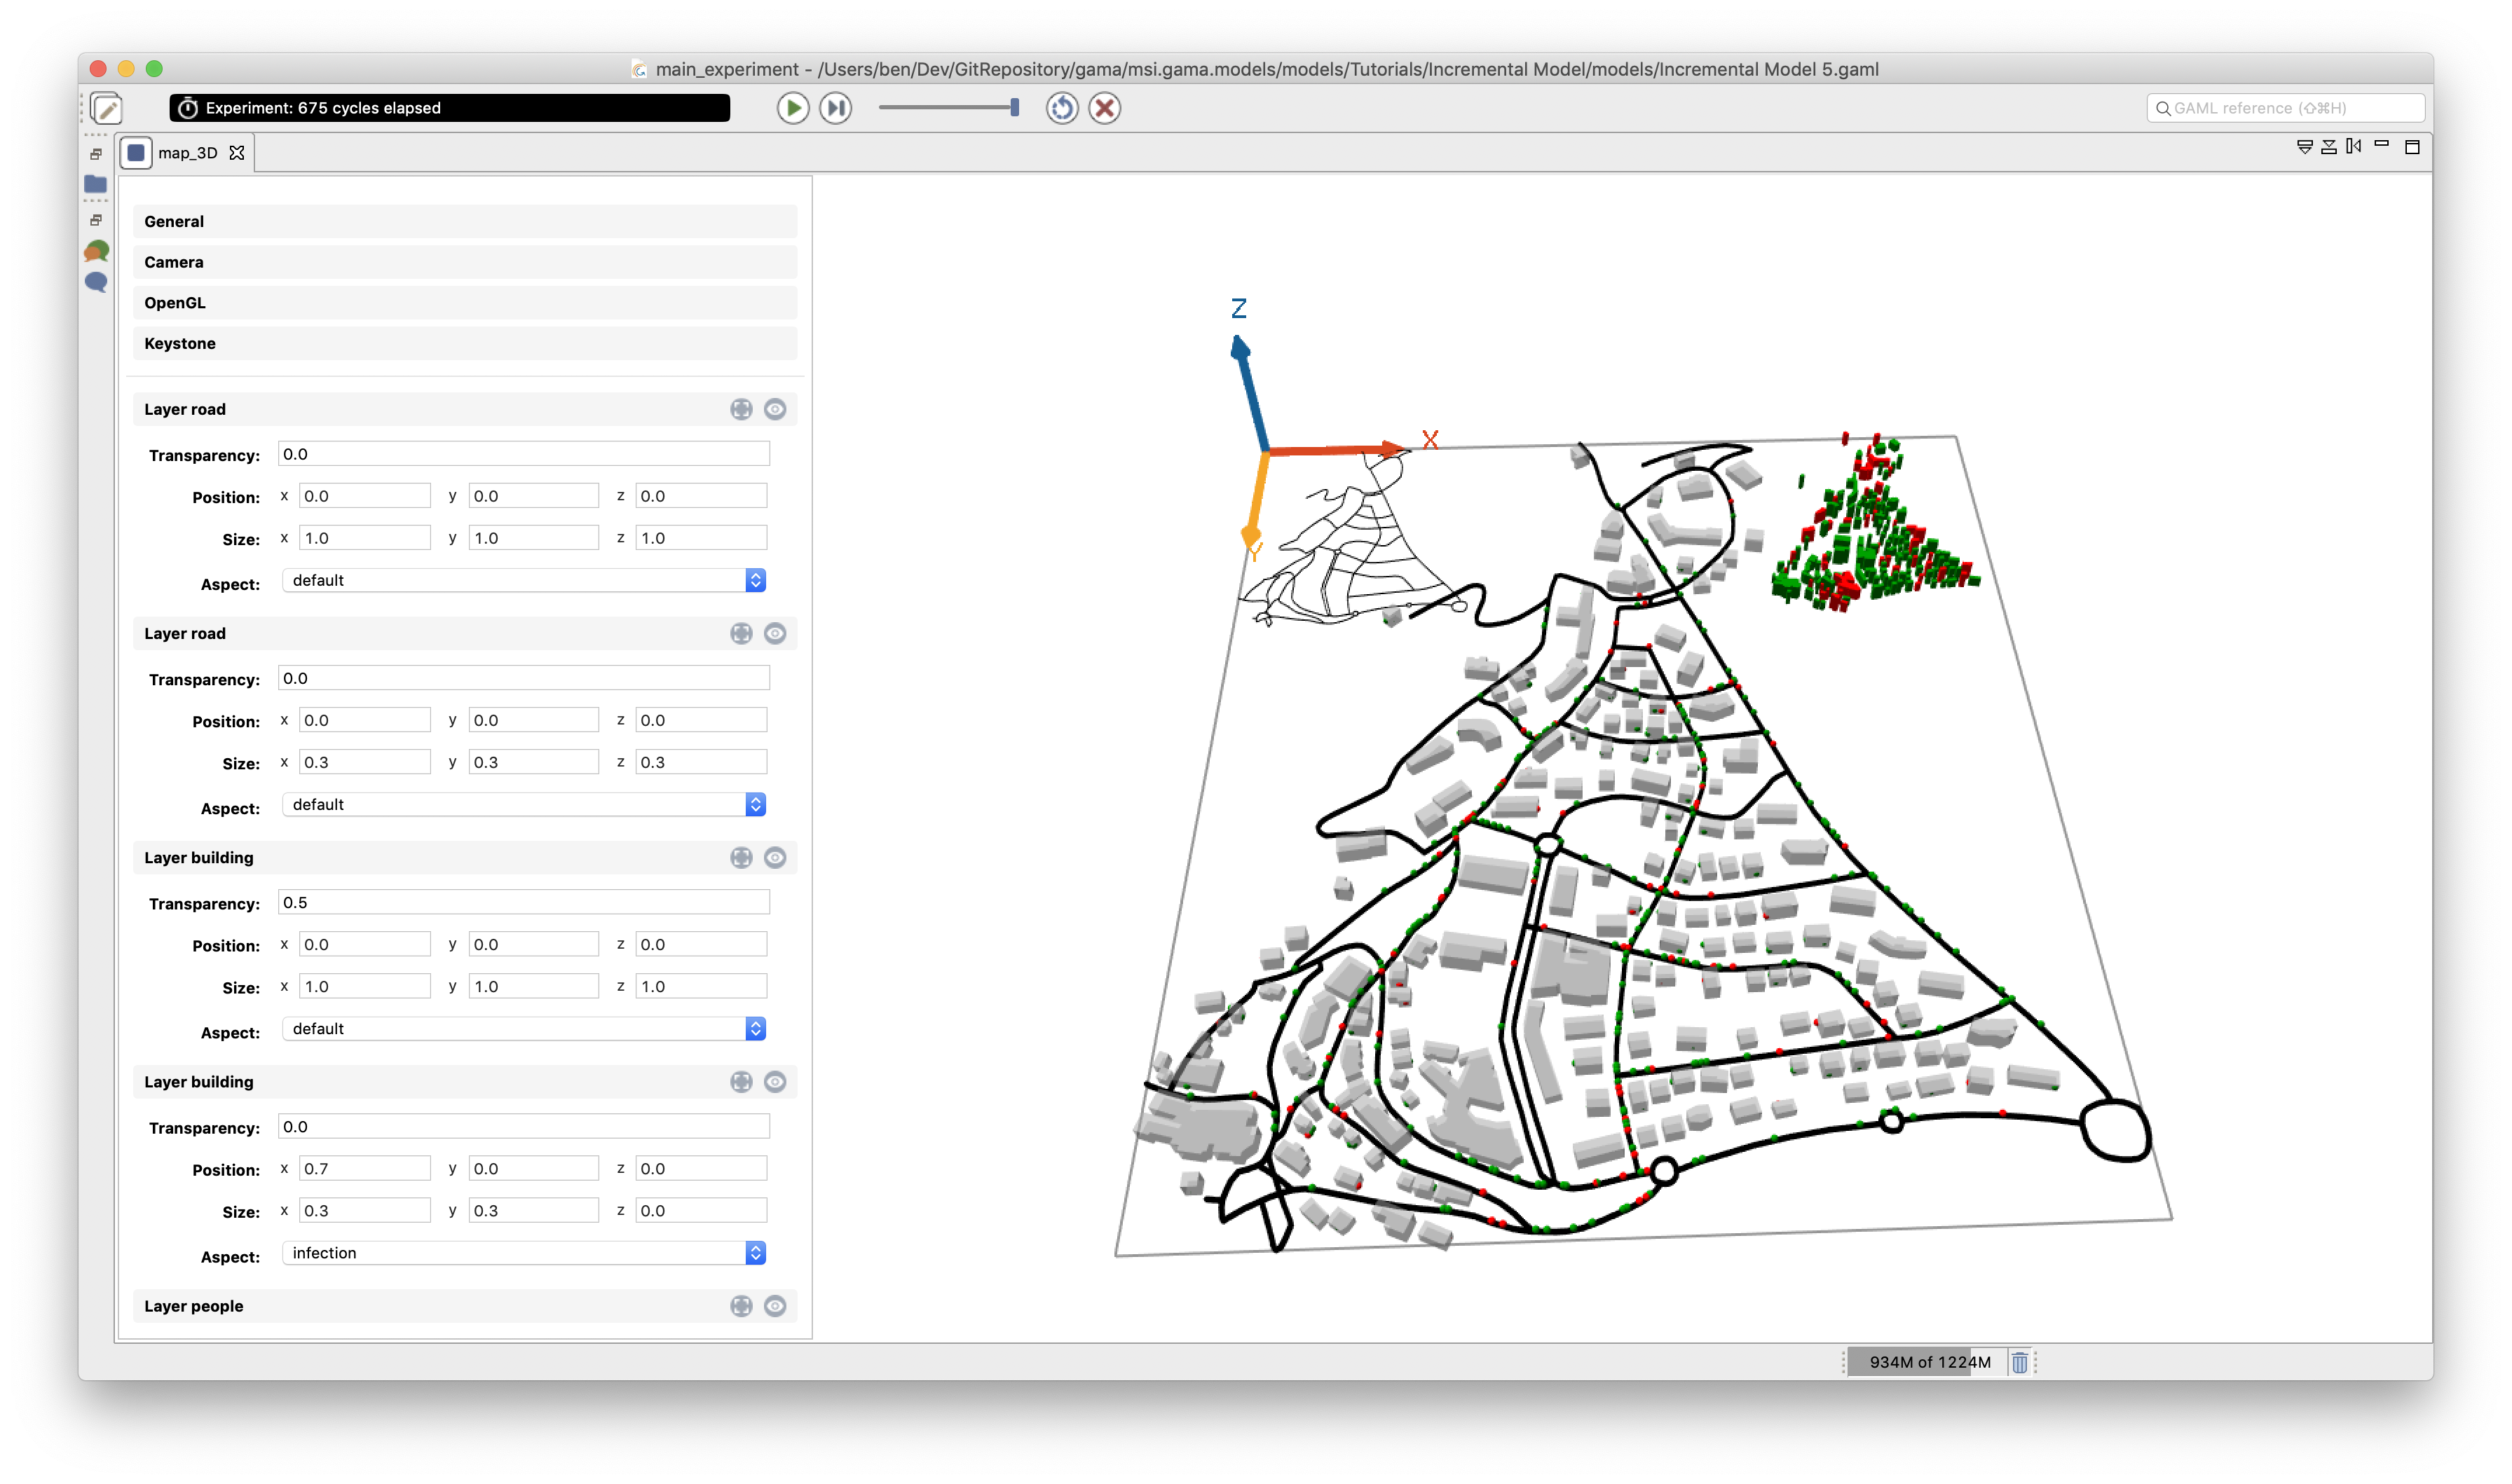 main_experiment - /Users/ben/Dev/GitRepository/gama/msi.gama.models/models/Tutorials/Incremental Model/models/Incremental Model 5.gaml
Experiment: 675 cycles elapsed
GAML reference (⇧⌘H)
map_3D
General
Camera
OpenGL
Keystone
Layer road
Transparency: 0.0
Position: x 0.0 y 0.0 z 0.0
Size: x 1.0 y 1.0 z 1.0
Aspect: default
Layer road
Transparency: 0.0
Position: x 0.0 y 0.0 z 0.0
Size: x 0.3 y 0.3 z 0.3
Aspect: default
Layer building
Transparency: 0.5
Position: x 0.0 y 0.0 z 0.0
Size: x 1.0 y 1.0 z 1.0
Aspect: default
Layer building
Transparency: 0.0
Position: x 0.7 y 0.0 z 0.0
Size: x 0.3 y 0.3 z 0.0
Aspect: infection
Layer people
Z
X
Y
934M of 1224M